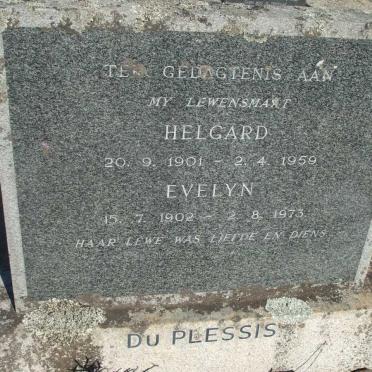 TER GEDAGTENIS AAN
MY LEWENSMAAT
HELGARD
20. 9. 1901 - 2. 4. 1959
EVELYN
15. 7. 1902 - 2. 8. 1973.
HAAR LEWE WAS LIEFDE EN DIENS
DU PLESSIS